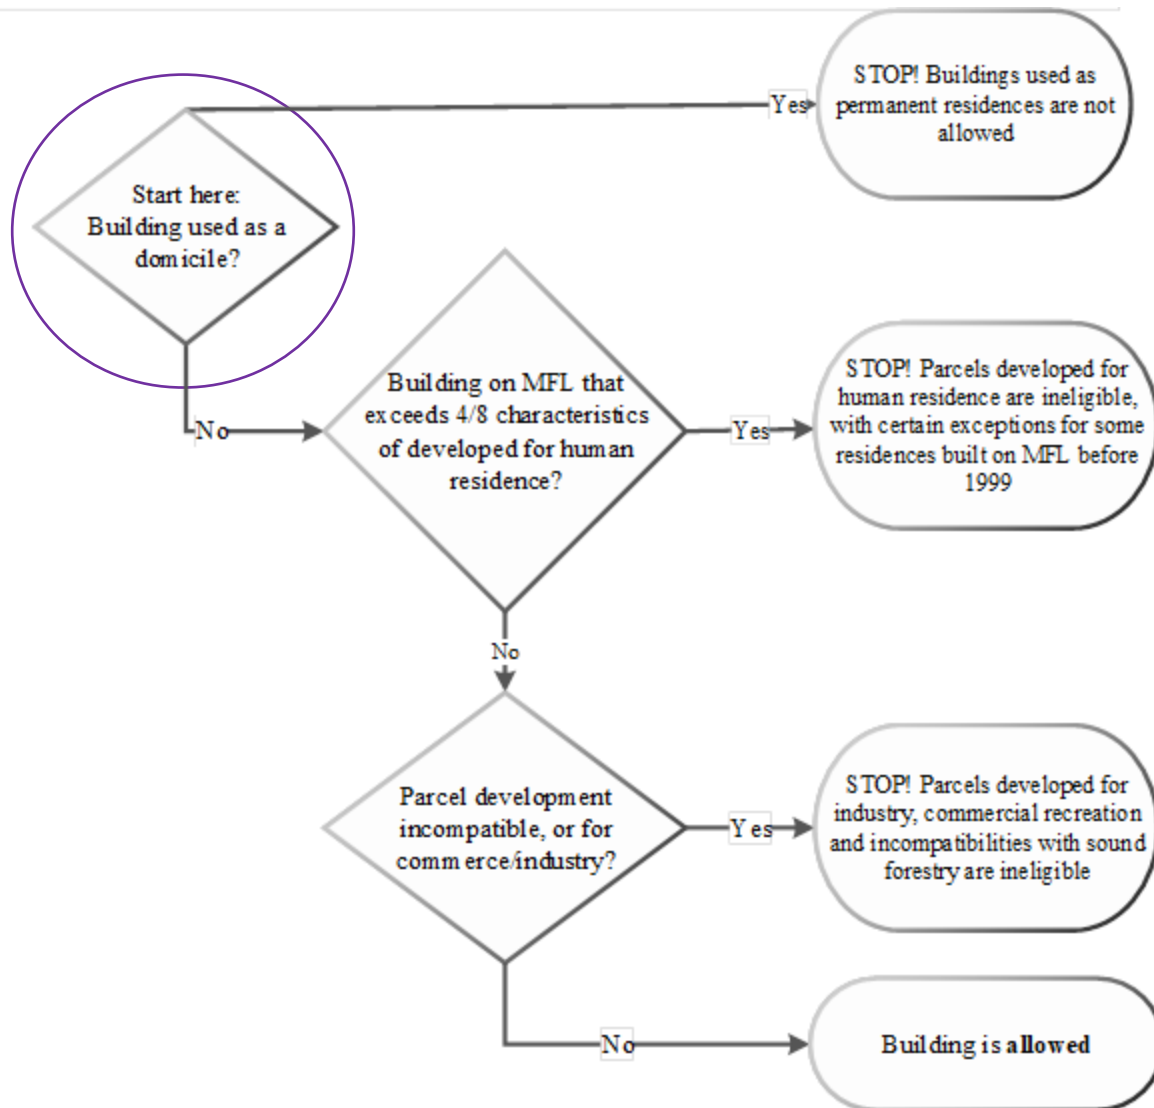 STOP! Buildings used as
permanent residences are not
allowed
Yes
Start here:
Building used as a
domicile?
No
Building on MFL that
exceeds 4/8 characteristics
of developed for human
residence?
Yes
STOP! Parcels developed for
human residence are ineligible,
with certain exceptions for some
residences built on MFL before
1999
No
Parcel development
incompatible, or for
commerce/industry?
Yes
STOP! Parcels developed for
industry, commercial recreation
and incompatibilities with sound
forestry are ineligible
No
Building is allowed